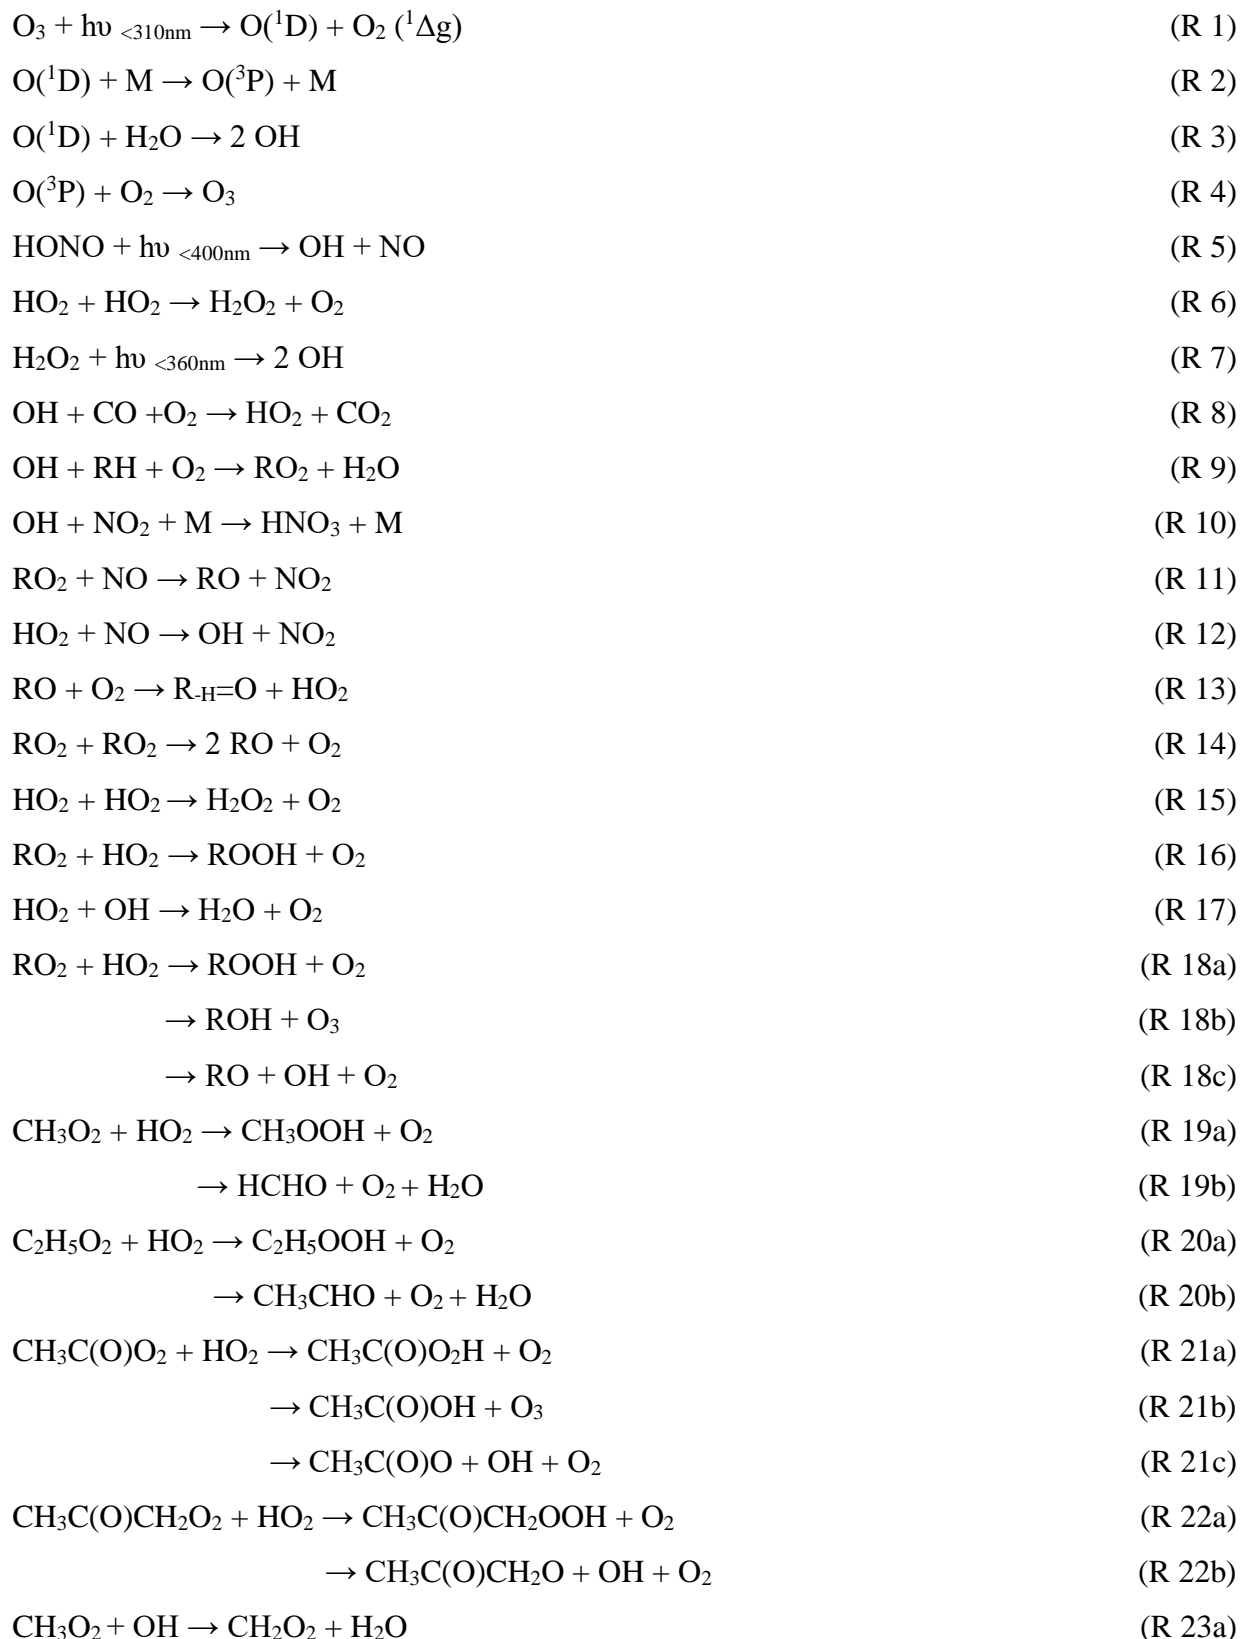 O₃ + hυ <310nm → O(¹D) + O₂ (¹Δg) (R 1)
O(¹D) + M → O(³P) + M (R 2)
O(¹D) + H₂O → 2 OH (R 3)
O(³P) + O₂ → O₃ (R 4)
HONO + hυ <400nm → OH + NO (R 5)
HO₂ + HO₂ → H₂O₂ + O₂ (R 6)
H₂O₂ + hυ <360nm → 2 OH (R 7)
OH + CO +O₂ → HO₂ + CO₂ (R 8)
OH + RH + O₂ → RO₂ + H₂O (R 9)
OH + NO₂ + M → HNO₃ + M (R 10)
RO₂ + NO → RO + NO₂ (R 11)
HO₂ + NO → OH + NO₂ (R 12)
RO + O₂ → R-H=O + HO₂ (R 13)
RO₂ + RO₂ → 2 RO + O₂ (R 14)
HO₂ + HO₂ → H₂O₂ + O₂ (R 15)
RO₂ + HO₂ → ROOH + O₂ (R 16)
HO₂ + OH → H₂O + O₂ (R 17)
RO₂ + HO₂ → ROOH + O₂ (R 18a)
→ ROH + O₃ (R 18b)
→ RO + OH + O₂ (R 18c)
CH₃O₂ + HO₂ → CH₃OOH + O₂ (R 19a)
→ HCHO + O₂ + H₂O (R 19b)
C₂H₅O₂ + HO₂ → C₂H₅OOH + O₂ (R 20a)
→ CH₃CHO + O₂ + H₂O (R 20b)
CH₃C(O)O₂ + HO₂ → CH₃C(O)O₂H + O₂ (R 21a)
→ CH₃C(O)OH + O₃ (R 21b)
→ CH₃C(O)O + OH + O₂ (R 21c)
CH₃C(O)CH₂O₂ + HO₂ → CH₃C(O)CH₂OOH + O₂ (R 22a)
→ CH₃C(O)CH₂O + OH + O₂ (R 22b)
CH₃O₂ + OH → CH₂O₂ + H₂O (R 23a)